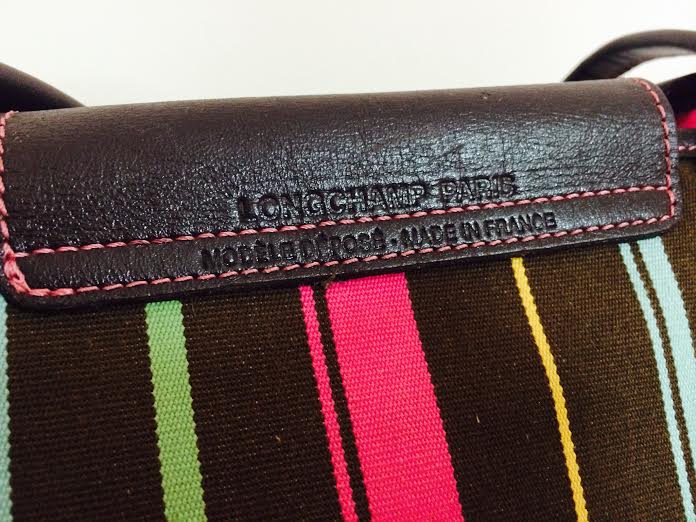 LONGCHAMP PARIS
MODÈLE DÉPOSÉ - MADE IN FRANCE